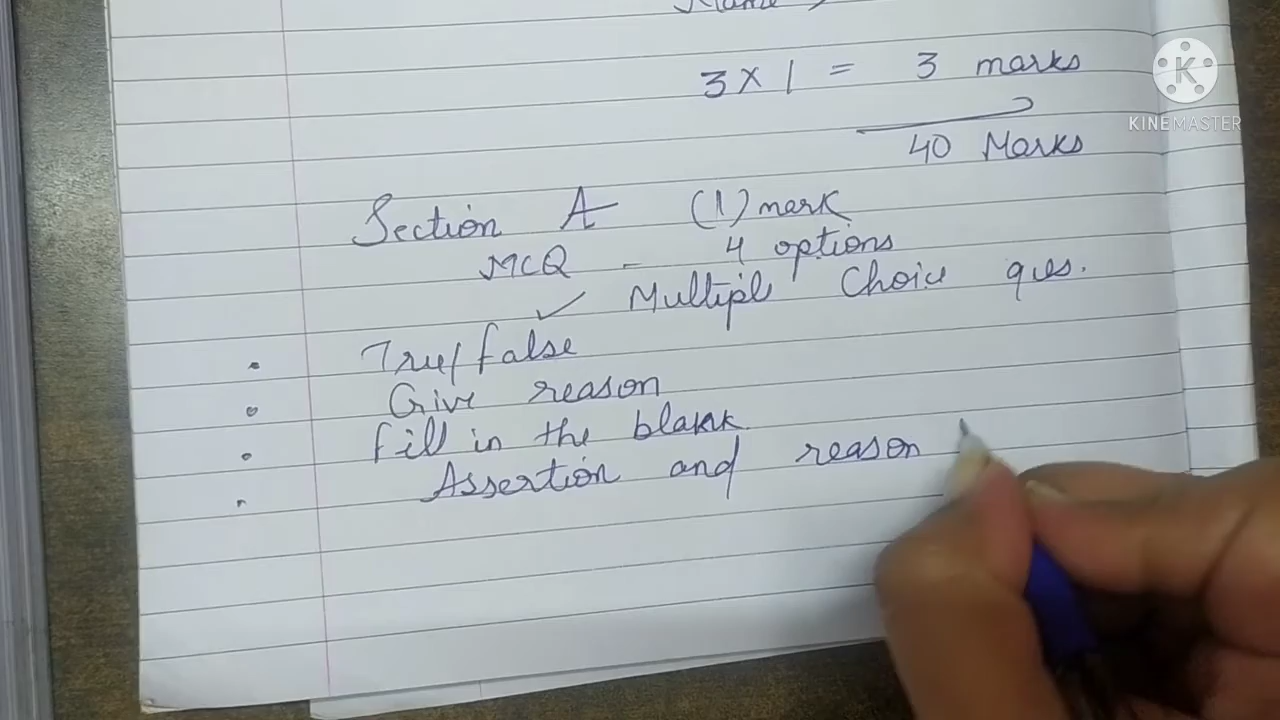 3 x 1 = 3 marks
KINEMASTER
40 Marks
Section A (1) mark
MCQ - 4 options
✓ Multipl Choice ques.
• True/False
• Give reason
• Fill in the blank
• Assertion and reason